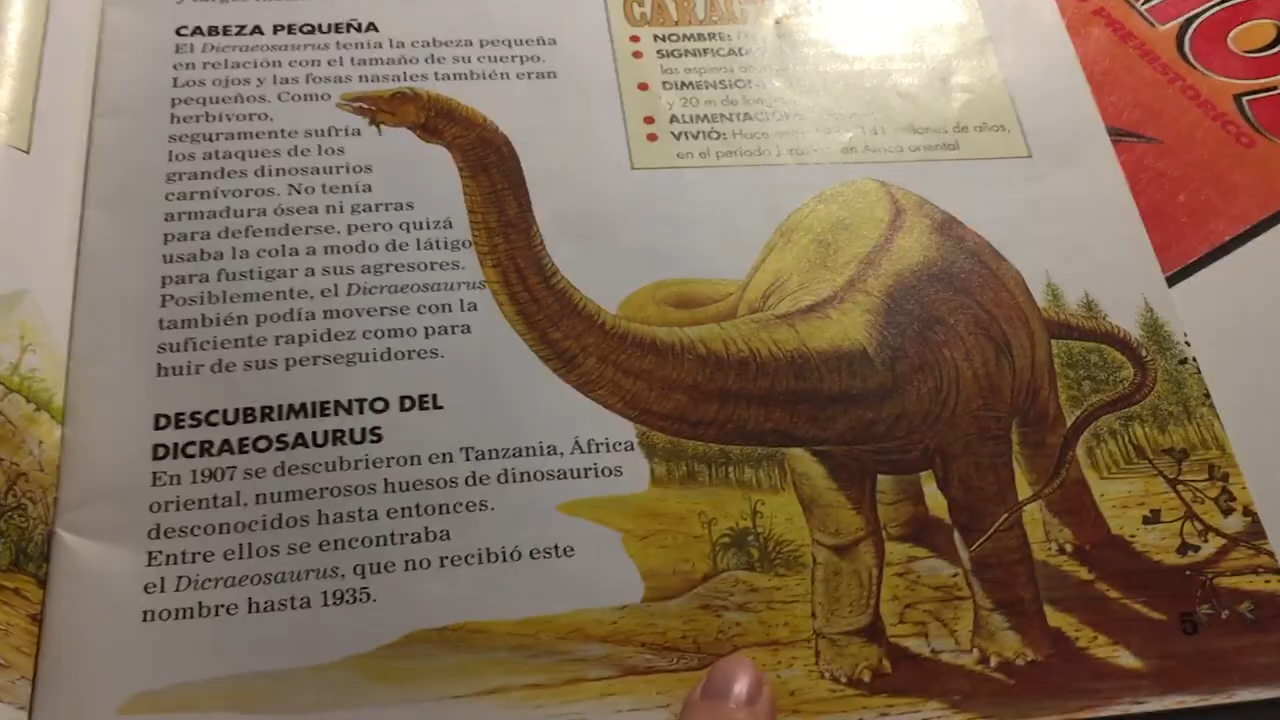 CABEZA PEQUEÑA
El Dicraeosaurus tenía la cabeza pequeña
en relación con el tamaño de su cuerpo.
Los ojos y las fosas nasales también eran
pequeños. Como
herbívoro,
seguramente sufría
los ataques de los
grandes dinosaurios
carnívoros. No tenía
armadura ósea ni garras
para defenderse, pero quizá
usaba la cola a modo de látigo
para fustigar a sus agresores.
Posiblemente, el Dicraeosaurus
también podía moverse con la
suficiente rapidez como para
huir de sus perseguidores.
DESCUBRIMIENTO DEL
DICRAEOSAURUS
En 1907 se descubrieron en Tanzania, África
oriental, numerosos huesos de dinosaurios
desconocidos hasta entonces.
Entre ellos se encontraba
el Dicraeosaurus, que no recibió este
nombre hasta 1935.
NOMBRE:
las espinas
y 20 m de
VIVIÓ: Hace de años,
en el período en África oriental
PREHISTORICO
5